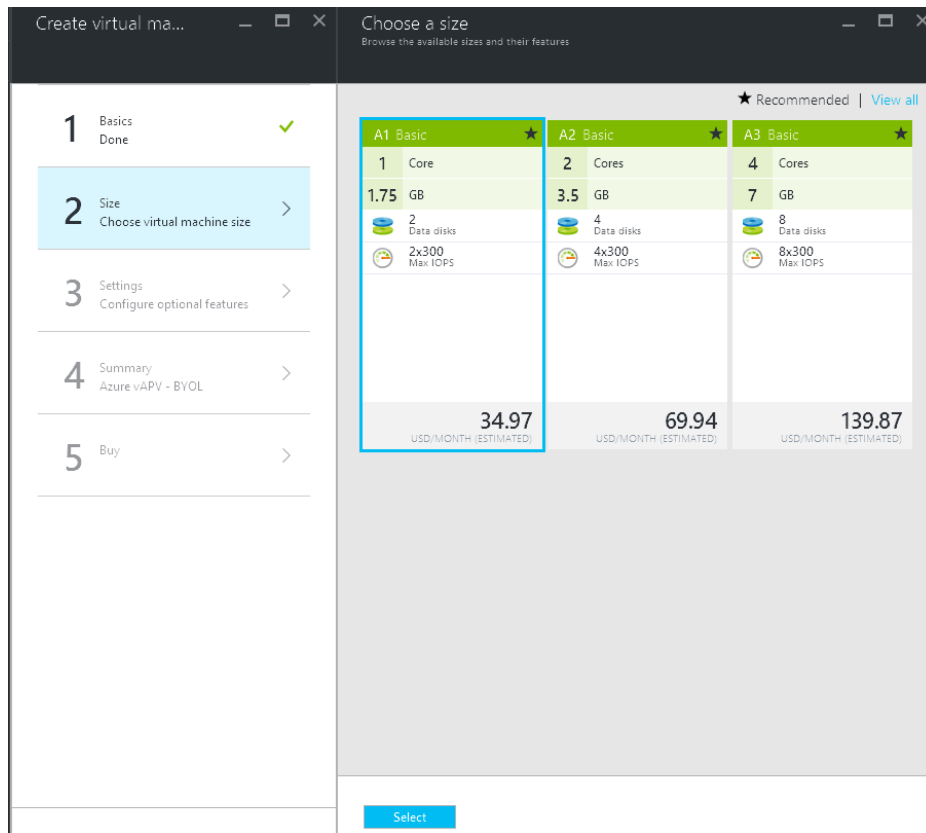 Create virtual ma...
Choose a size
Browse the available sizes and their features
1
Basics
Done
2
Size
Choose virtual machine size
3
Settings
Configure optional features
4
Summary
Azure vAPV - BYOL
5
Buy
★ Recommended | View all
A1 Basic ★
1 Core
1.75 GB
2
Data disks
2x300
Max IOPS
34.97
USD/MONTH (ESTIMATED)
A2 Basic ★
2 Cores
3.5 GB
4
Data disks
4x300
Max IOPS
69.94
USD/MONTH (ESTIMATED)
A3 Basic ★
4 Cores
7 GB
8
Data disks
8x300
Max IOPS
139.87
USD/MONTH (ESTIMATED)
Select